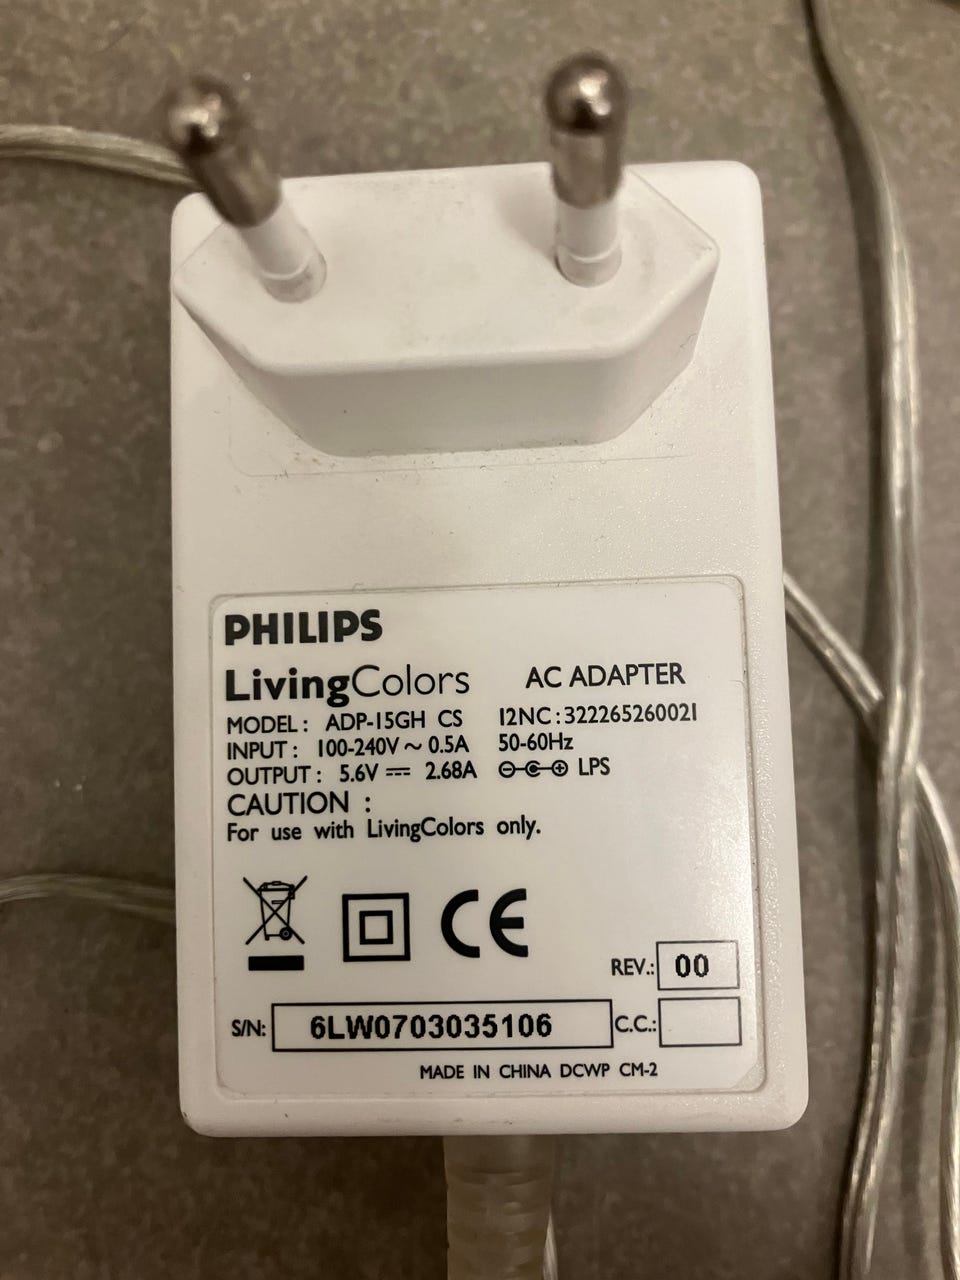 PHILIPS
LivingColors AC ADAPTER
MODEL : ADP-15GH CS 12NC : 322265260021
INPUT : 100-240V ~ 0.5A 50-60Hz
OUTPUT : 5.6V ⎓ 2.68A ⊖-C-⊕ LPS
CAUTION :
For use with LivingColors only.
CE
REV.: 00
S/N: 6LW0703035106 C.C.:
MADE IN CHINA DCWP CM-2